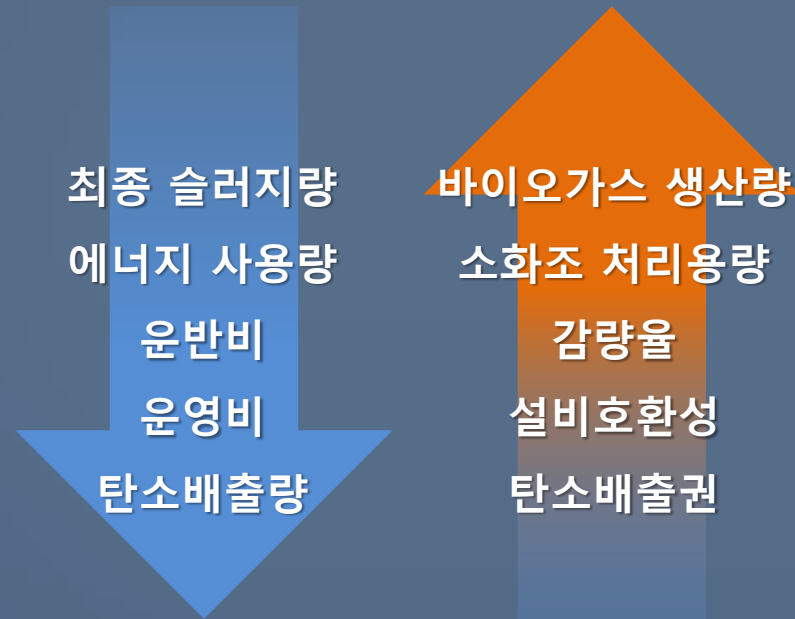 최종 슬러지량
에너지 사용량
운반비
운영비
탄소배출량
바이오가스 생산량
소화조 처리용량
감량율
설비호환성
탄소배출권